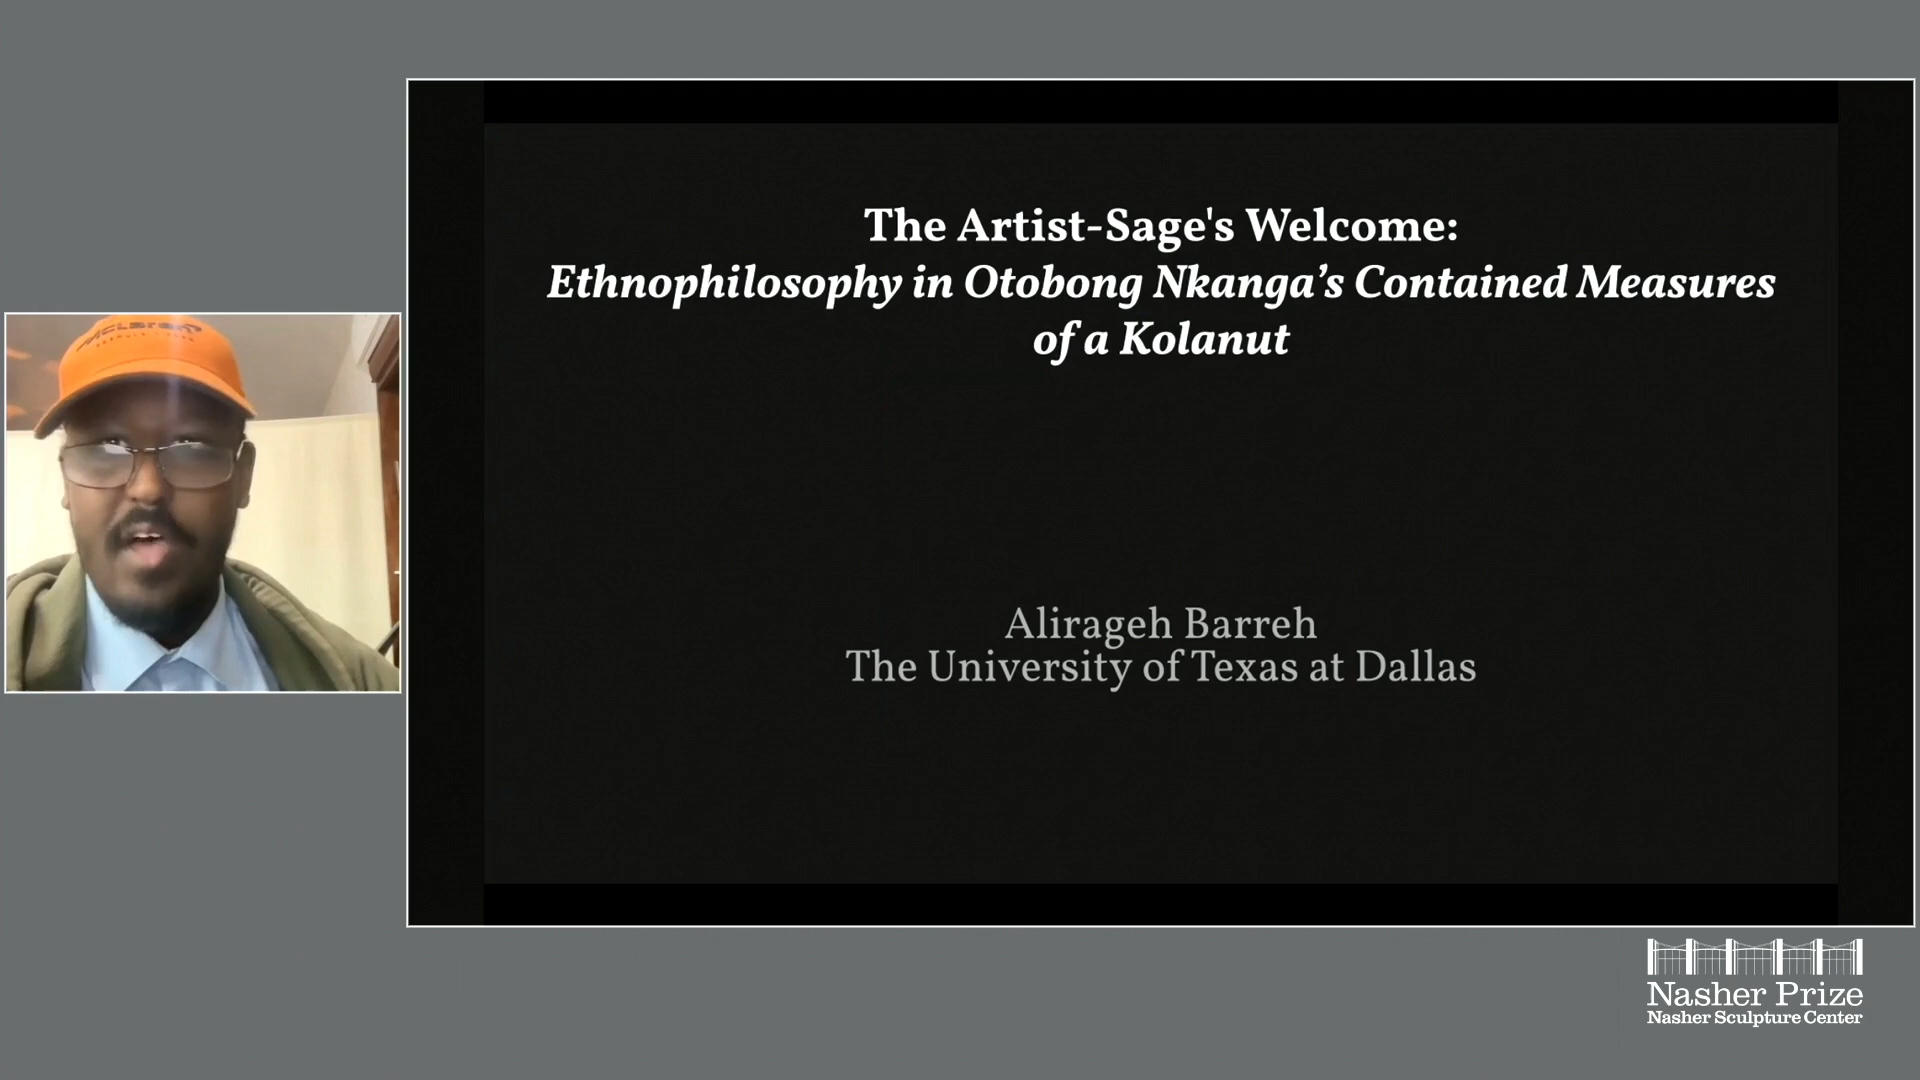 McLaren
The Artist-Sage's Welcome:
Ethnophilosophy in Otobong Nkanga’s Contained Measures
of a Kolanut
Alirageh Barreh
The University of Texas at Dallas
Nasher Prize
Nasher Sculpture Center